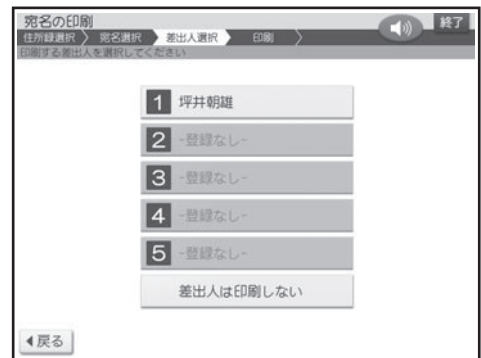 宛名の印刷
終了
住所録選択 〉 宛名選択 〉 差出人選択 〉 印刷 〉
印刷する差出人を選択してください
1 坪井朝雄
2 -登録なし-
3 -登録なし-
4 -登録なし-
5 -登録なし-
差出人は印刷しない
◀戻る